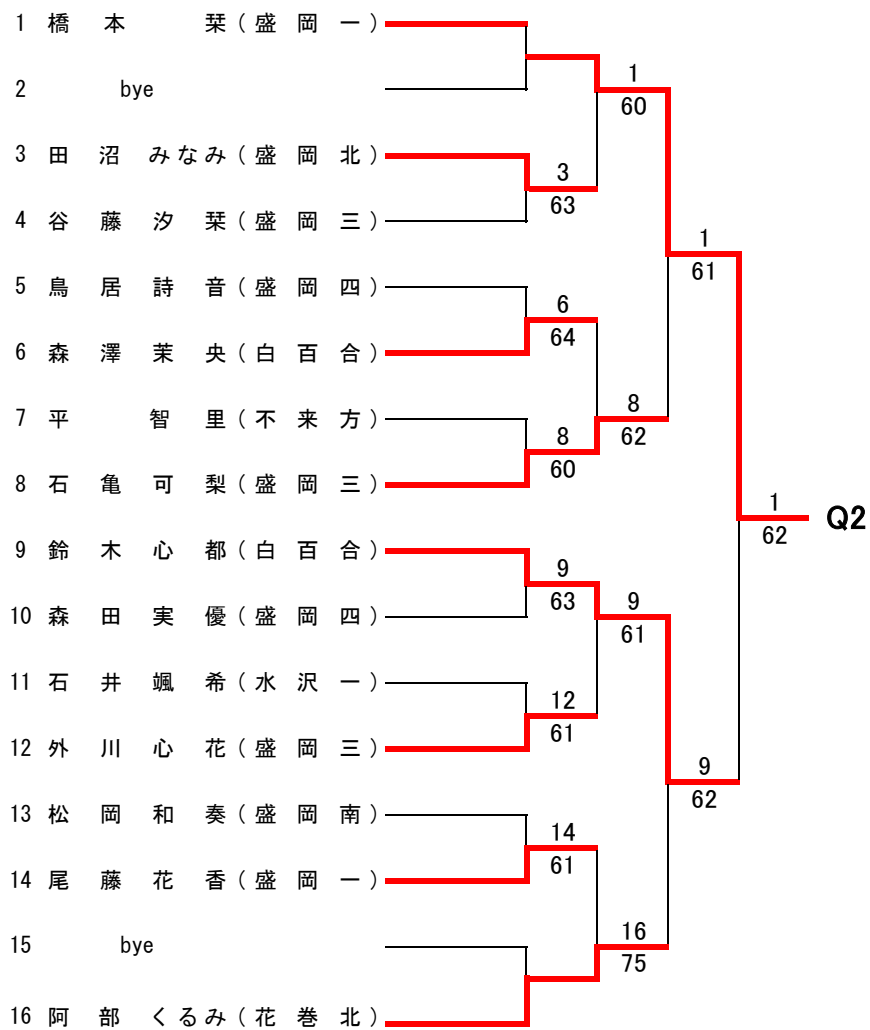 1 橋本 栞(盛岡一)
1
2 bye
60
3 田沼みなみ(盛岡北)
3
63
4 谷藤汐栞(盛岡三)
1
61
5 鳥居詩音(盛岡四)
6
64
6 森澤茉央(白百合)
7 平 智里(不来方)
8
62
8
60
8 石亀可梨(盛岡三)
1
62
Q2
9 鈴木心都(白百合)
9
63
9
61
10 森田実優(盛岡四)
11 石井颯希(水沢一)
12
61
12 外川心花(盛岡三)
9
62
13 松岡和奏(盛岡南)
14
61
14 尾藤花香(盛岡一)
16
75
15 bye
16 阿部くるみ(花巻北)